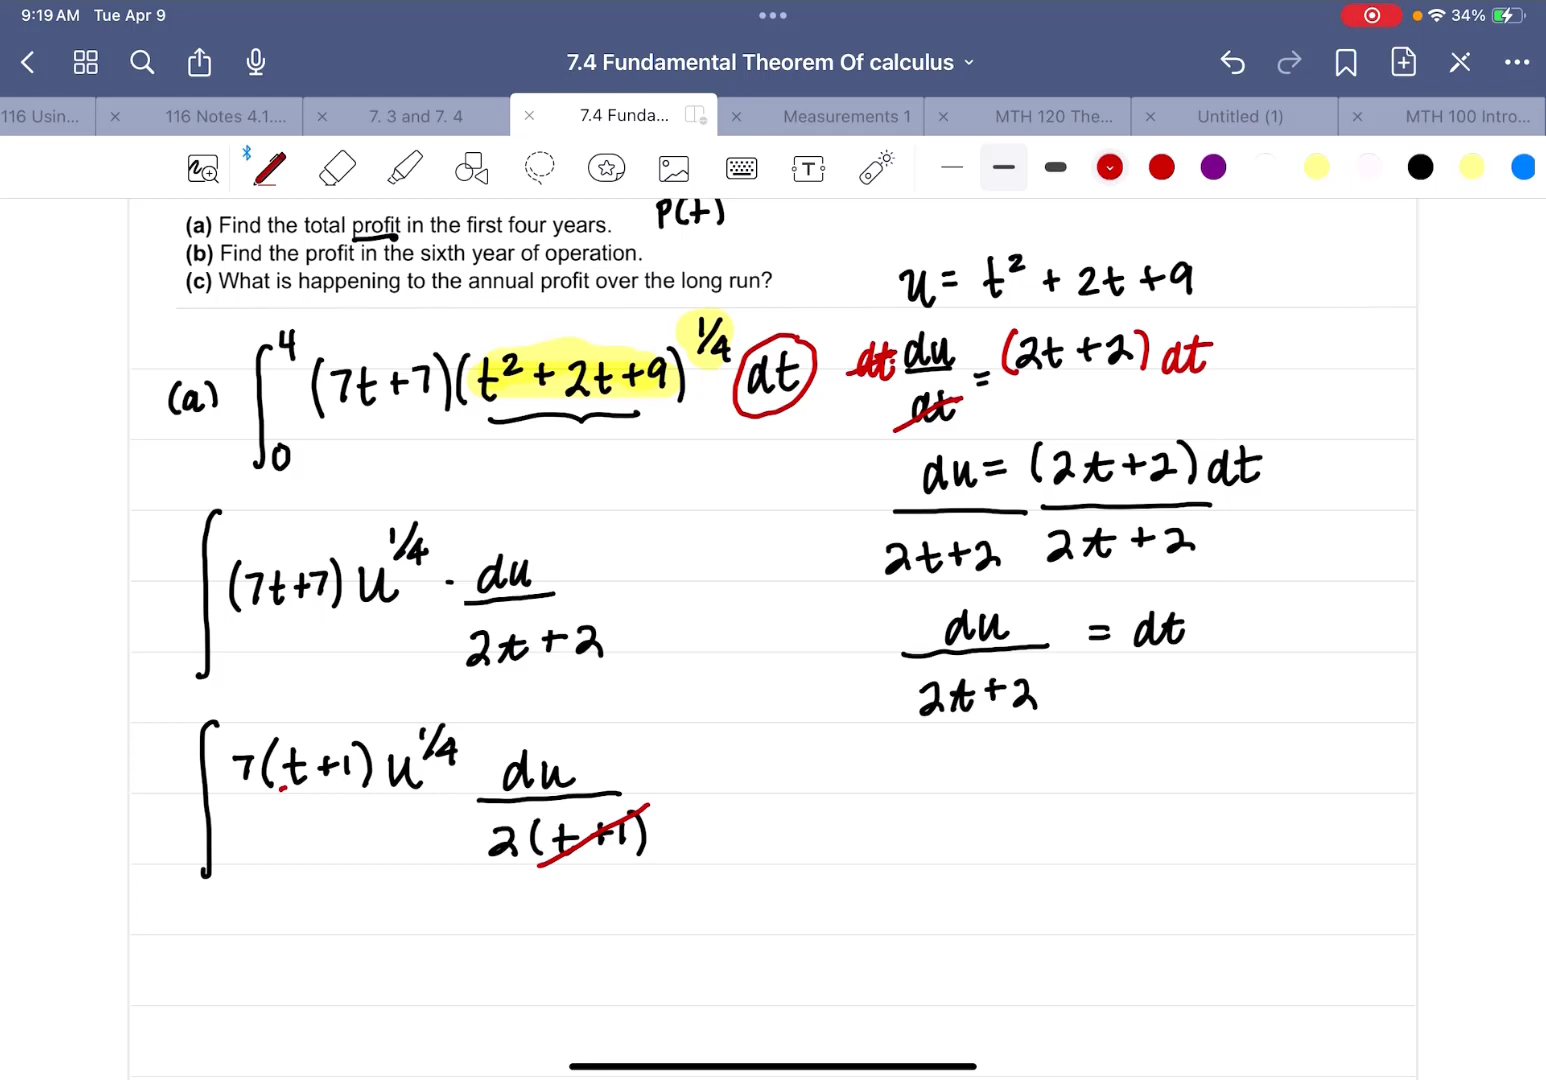 9:19 AM Tue Apr 9
34%
7.4 Fundamental Theorem Of calculus
116 Usin...
116 Notes 4.1....
7. 3 and 7. 4
7.4 Funda...
Measurements 1
MTH 120 The...
Untitled (1)
MTH 100 Intro...
(a) Find the total profit in the first four years.
P(t)
(b) Find the profit in the sixth year of operation.
(c) What is happening to the annual profit over the long run?
u = t² + 2t + 9
(a) ∫₀⁴ (7t+7)(t² + 2t + 9)^1/4 dt
dt · du/dt = (2t+2) dt
du = (2t+2) dt
2t+2 2t+2
∫ (7t+7) u^1/4 · du/2t+2
du/2t+2 = dt
∫ 7(t+1) u^1/4 du/2(t+1)